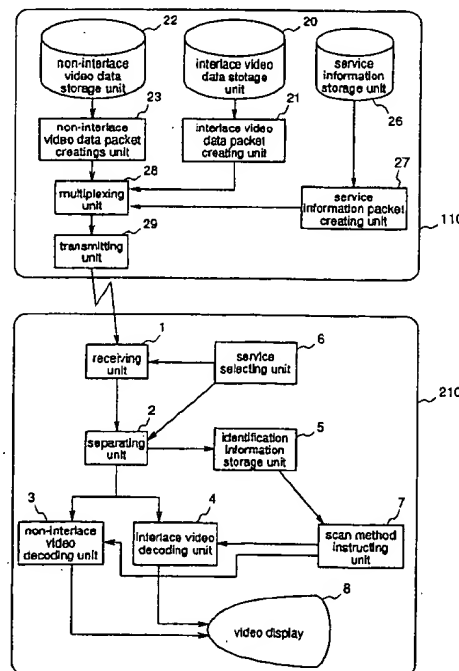 22
20
non-interlace
video data
storage unit
interlace video
data stotage
unit
service
information
storage unit
26
23
21
non-interlace
video data packet
creatings unit
interlace video
data packet
creating unit
28
27
multiplexing
unit
service
information packet
creating unit
110
29
transmitting
unit
1
6
receiving
unit
service
selecting unit
210
2
5
separating
unit
identification
information
storage unit
3
4
7
non-interlace
video
decoding unit
interlace video
decoding unit
scan method
instructing
unit
8
video display